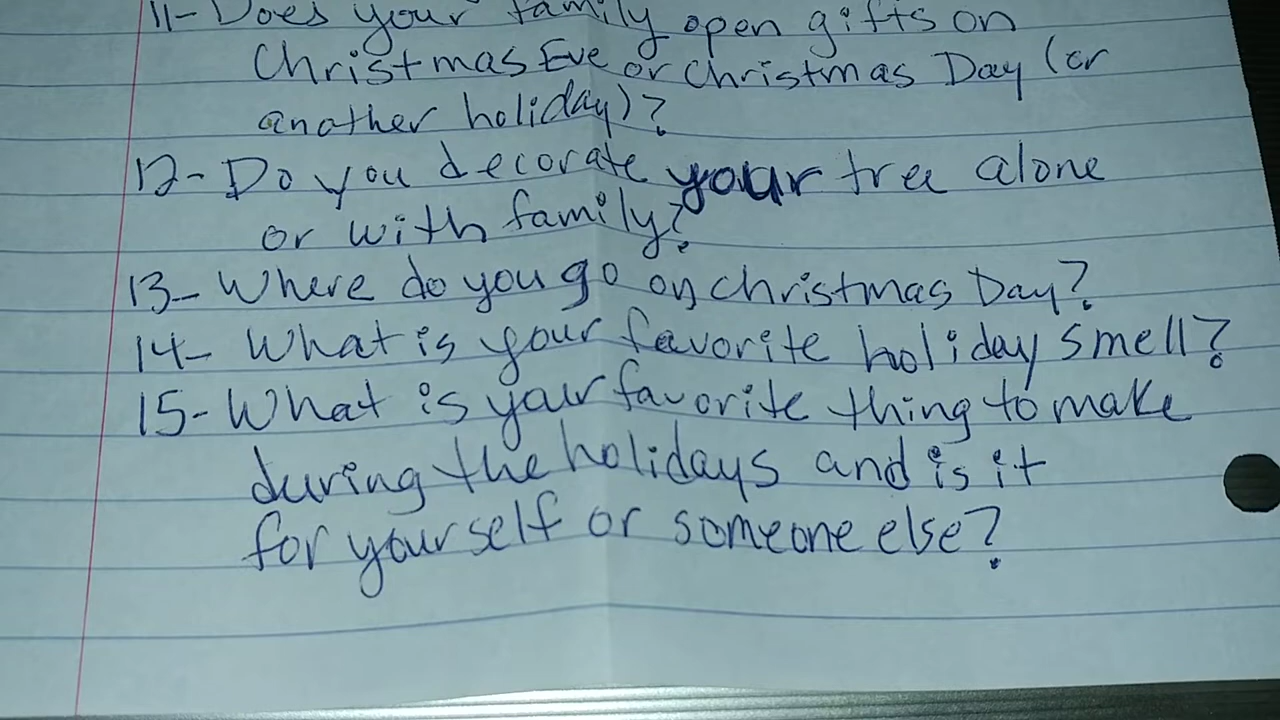 11- Does your family open gifts on
Christmas Eve or Christmas Day (or
another holiday)?
12- Do you decorate your tree alone
or with family?
13- Where do you go on Christmas Day?
14- What is your favorite holiday smell?
15- What is your favorite thing to make
during the holidays and is it
for yourself or someone else?